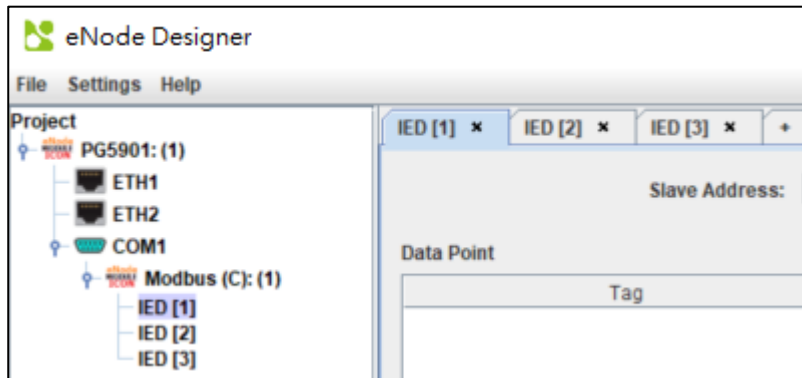 eNode Designer
File Settings Help
Project
PG5901: (1)
ETH1
ETH2
COM1
Modbus (C): (1)
IED [1]
IED [2]
IED [3]
IED [1] × IED [2] × IED [3] × +
Slave Address:
Data Point
Tag